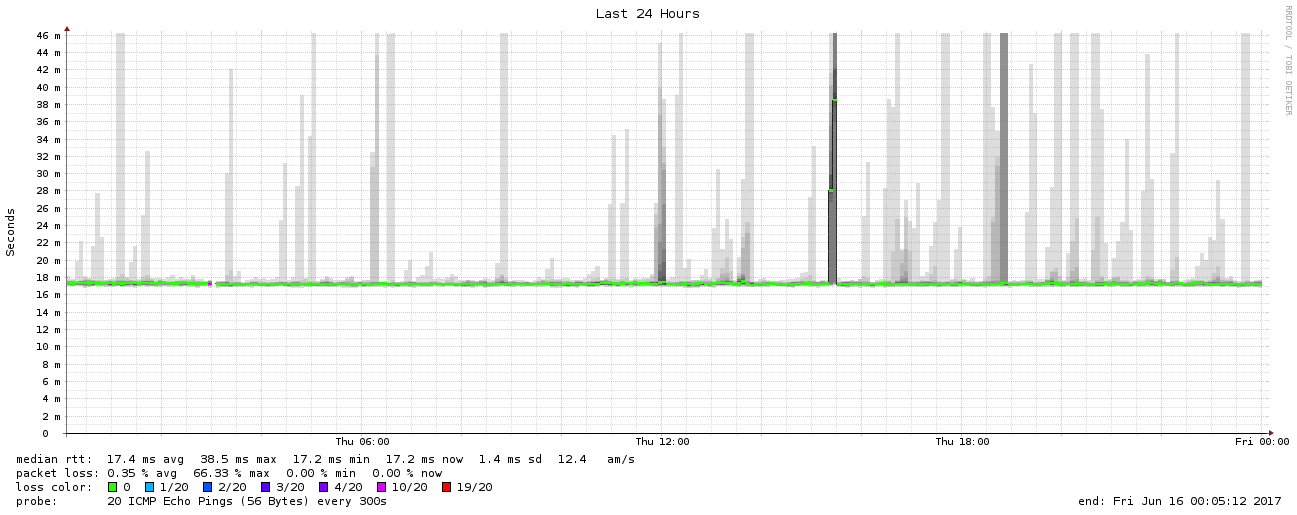 Last 24 Hours
RRDTOOL / TOBI OETIKER
Seconds
46 m
44 m
42 m
40 m
38 m
36 m
34 m
32 m
30 m
28 m
26 m
24 m
22 m
20 m
18 m
16 m
14 m
12 m
10 m
8 m
6 m
4 m
2 m
0
Thu 06:00 Thu 12:00 Thu 18:00 Fri 00:00
median rtt: 17.4 ms avg 38.5 ms max 17.2 ms min 17.2 ms now 1.4 ms sd 12.4 am/s
packet loss: 0.35 % avg 66.33 % max 0.00 % min 0.00 % now
loss color: 0 1/20 2/20 3/20 4/20 10/20 19/20
probe: 20 ICMP Echo Pings (56 Bytes) every 300s end: Fri Jun 16 00:05:12 2017